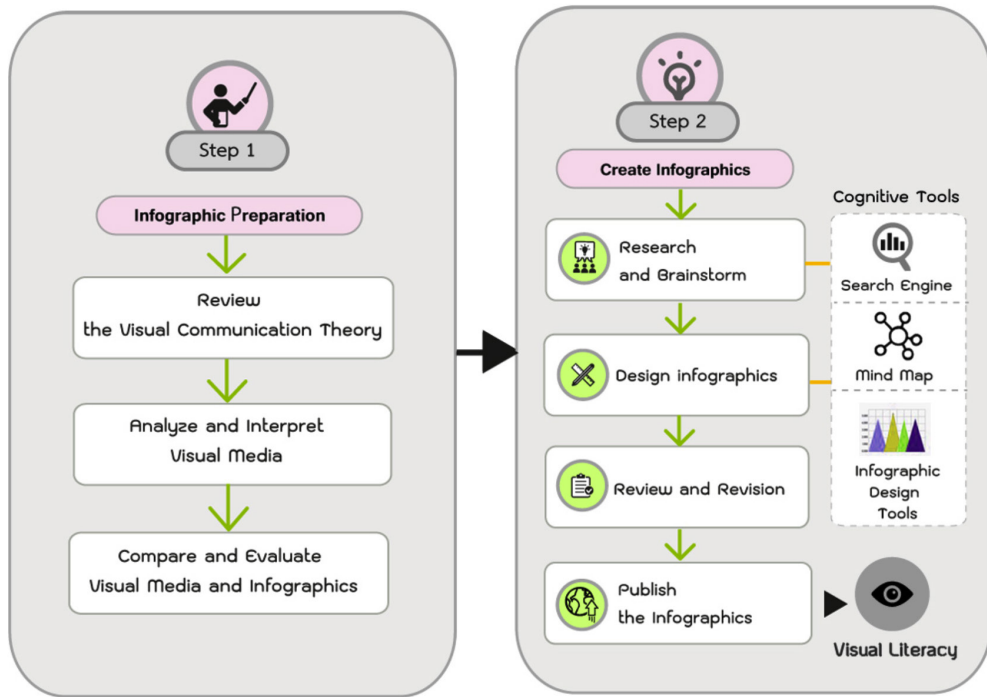 Step 1
Infographic Preparation
Review
the Visual Communication Theory
Analyze and Interpret
Visual Media
Compare and Evaluate
Visual Media and Infographics
Step 2
Create Infographics
Research
and Brainstorm
Design infographics
Review and Revision
Publish
the Infographics
Cognitive Tools
Search Engine
Mind Map
Infographic
Design
Tools
Visual Literacy